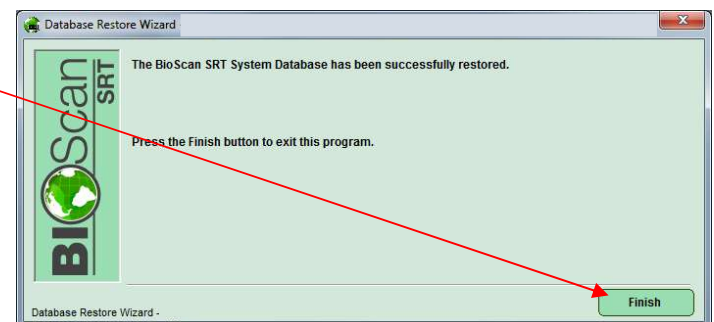 Database Restore Wizard
BIOScan
SRT
The BioScan SRT System Database has been successfully restored.
Press the Finish button to exit this program.
Finish
Database Restore Wizard -